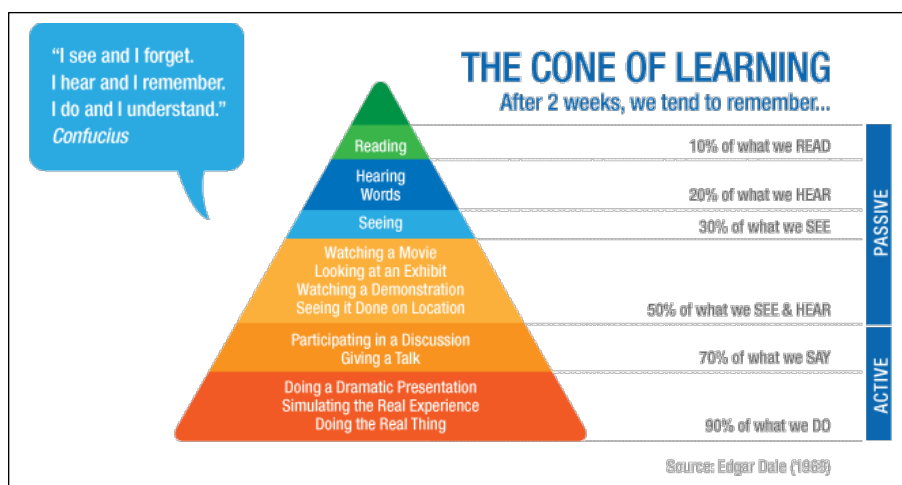 “I see and I forget.
I hear and I remember.
I do and I understand.”
Confucius
THE CONE OF LEARNING
After 2 weeks, we tend to remember...
Reading
10% of what we READ
Hearing
Words
20% of what we HEAR
Seeing
30% of what we SEE
Watching a Movie
Looking at an Exhibit
Watching a Demonstration
Seeing it Done on Location
50% of what we SEE & HEAR
PASSIVE
Participating in a Discussion
Giving a Talk
70% of what we SAY
Doing a Dramatic Presentation
Simulating the Real Experience
Doing the Real Thing
90% of what we DO
ACTIVE
Source: Edgar Dale